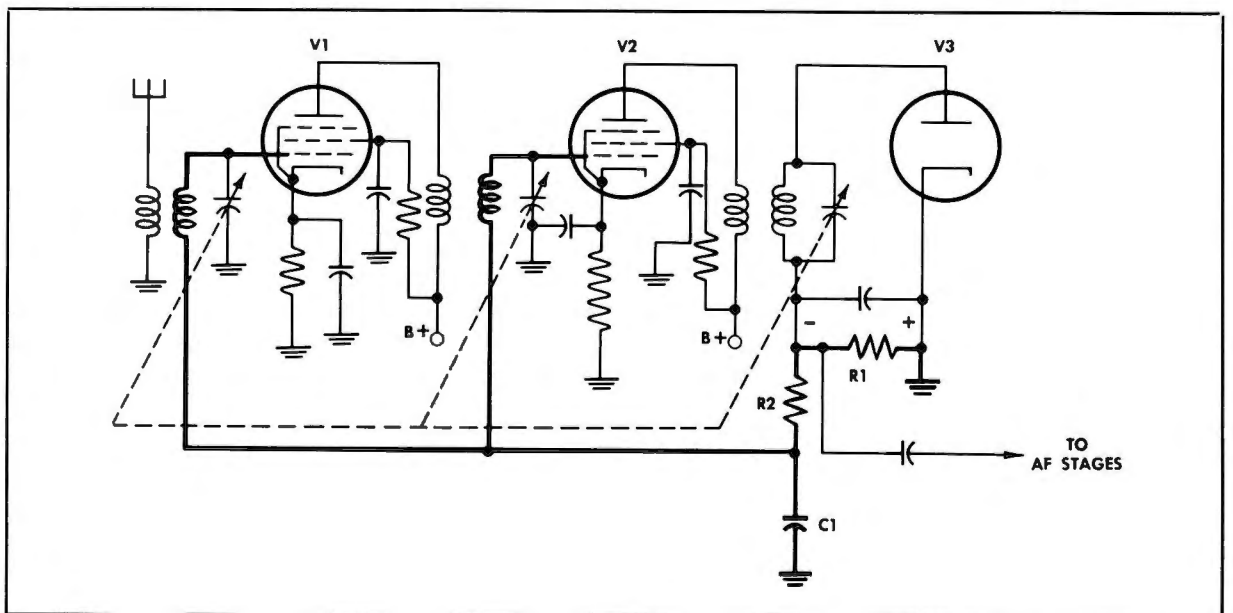 V1
V2
V3
B+
B+
- +
R1
R2
TO
AF STAGES
C1